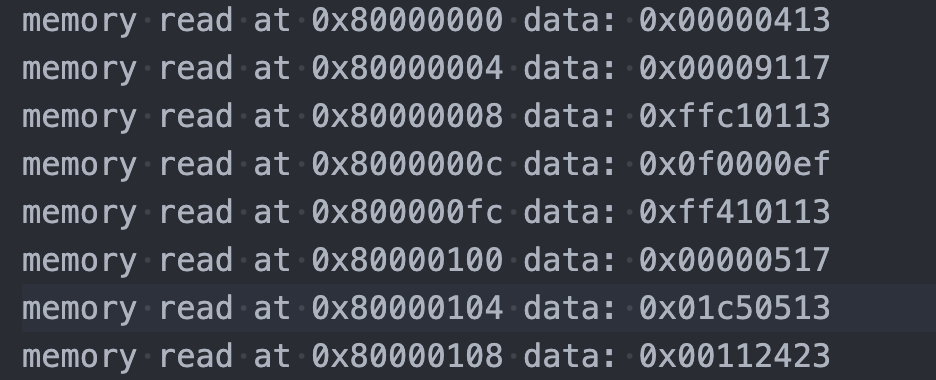 memory read at 0x80000000 data: 0x00000413
memory read at 0x80000004 data: 0x00009117
memory read at 0x80000008 data: 0xffc10113
memory read at 0x8000000c data: 0x0f0000ef
memory read at 0x800000fc data: 0xff410113
memory read at 0x80000100 data: 0x00000517
memory read at 0x80000104 data: 0x01c50513
memory read at 0x80000108 data: 0x00112423